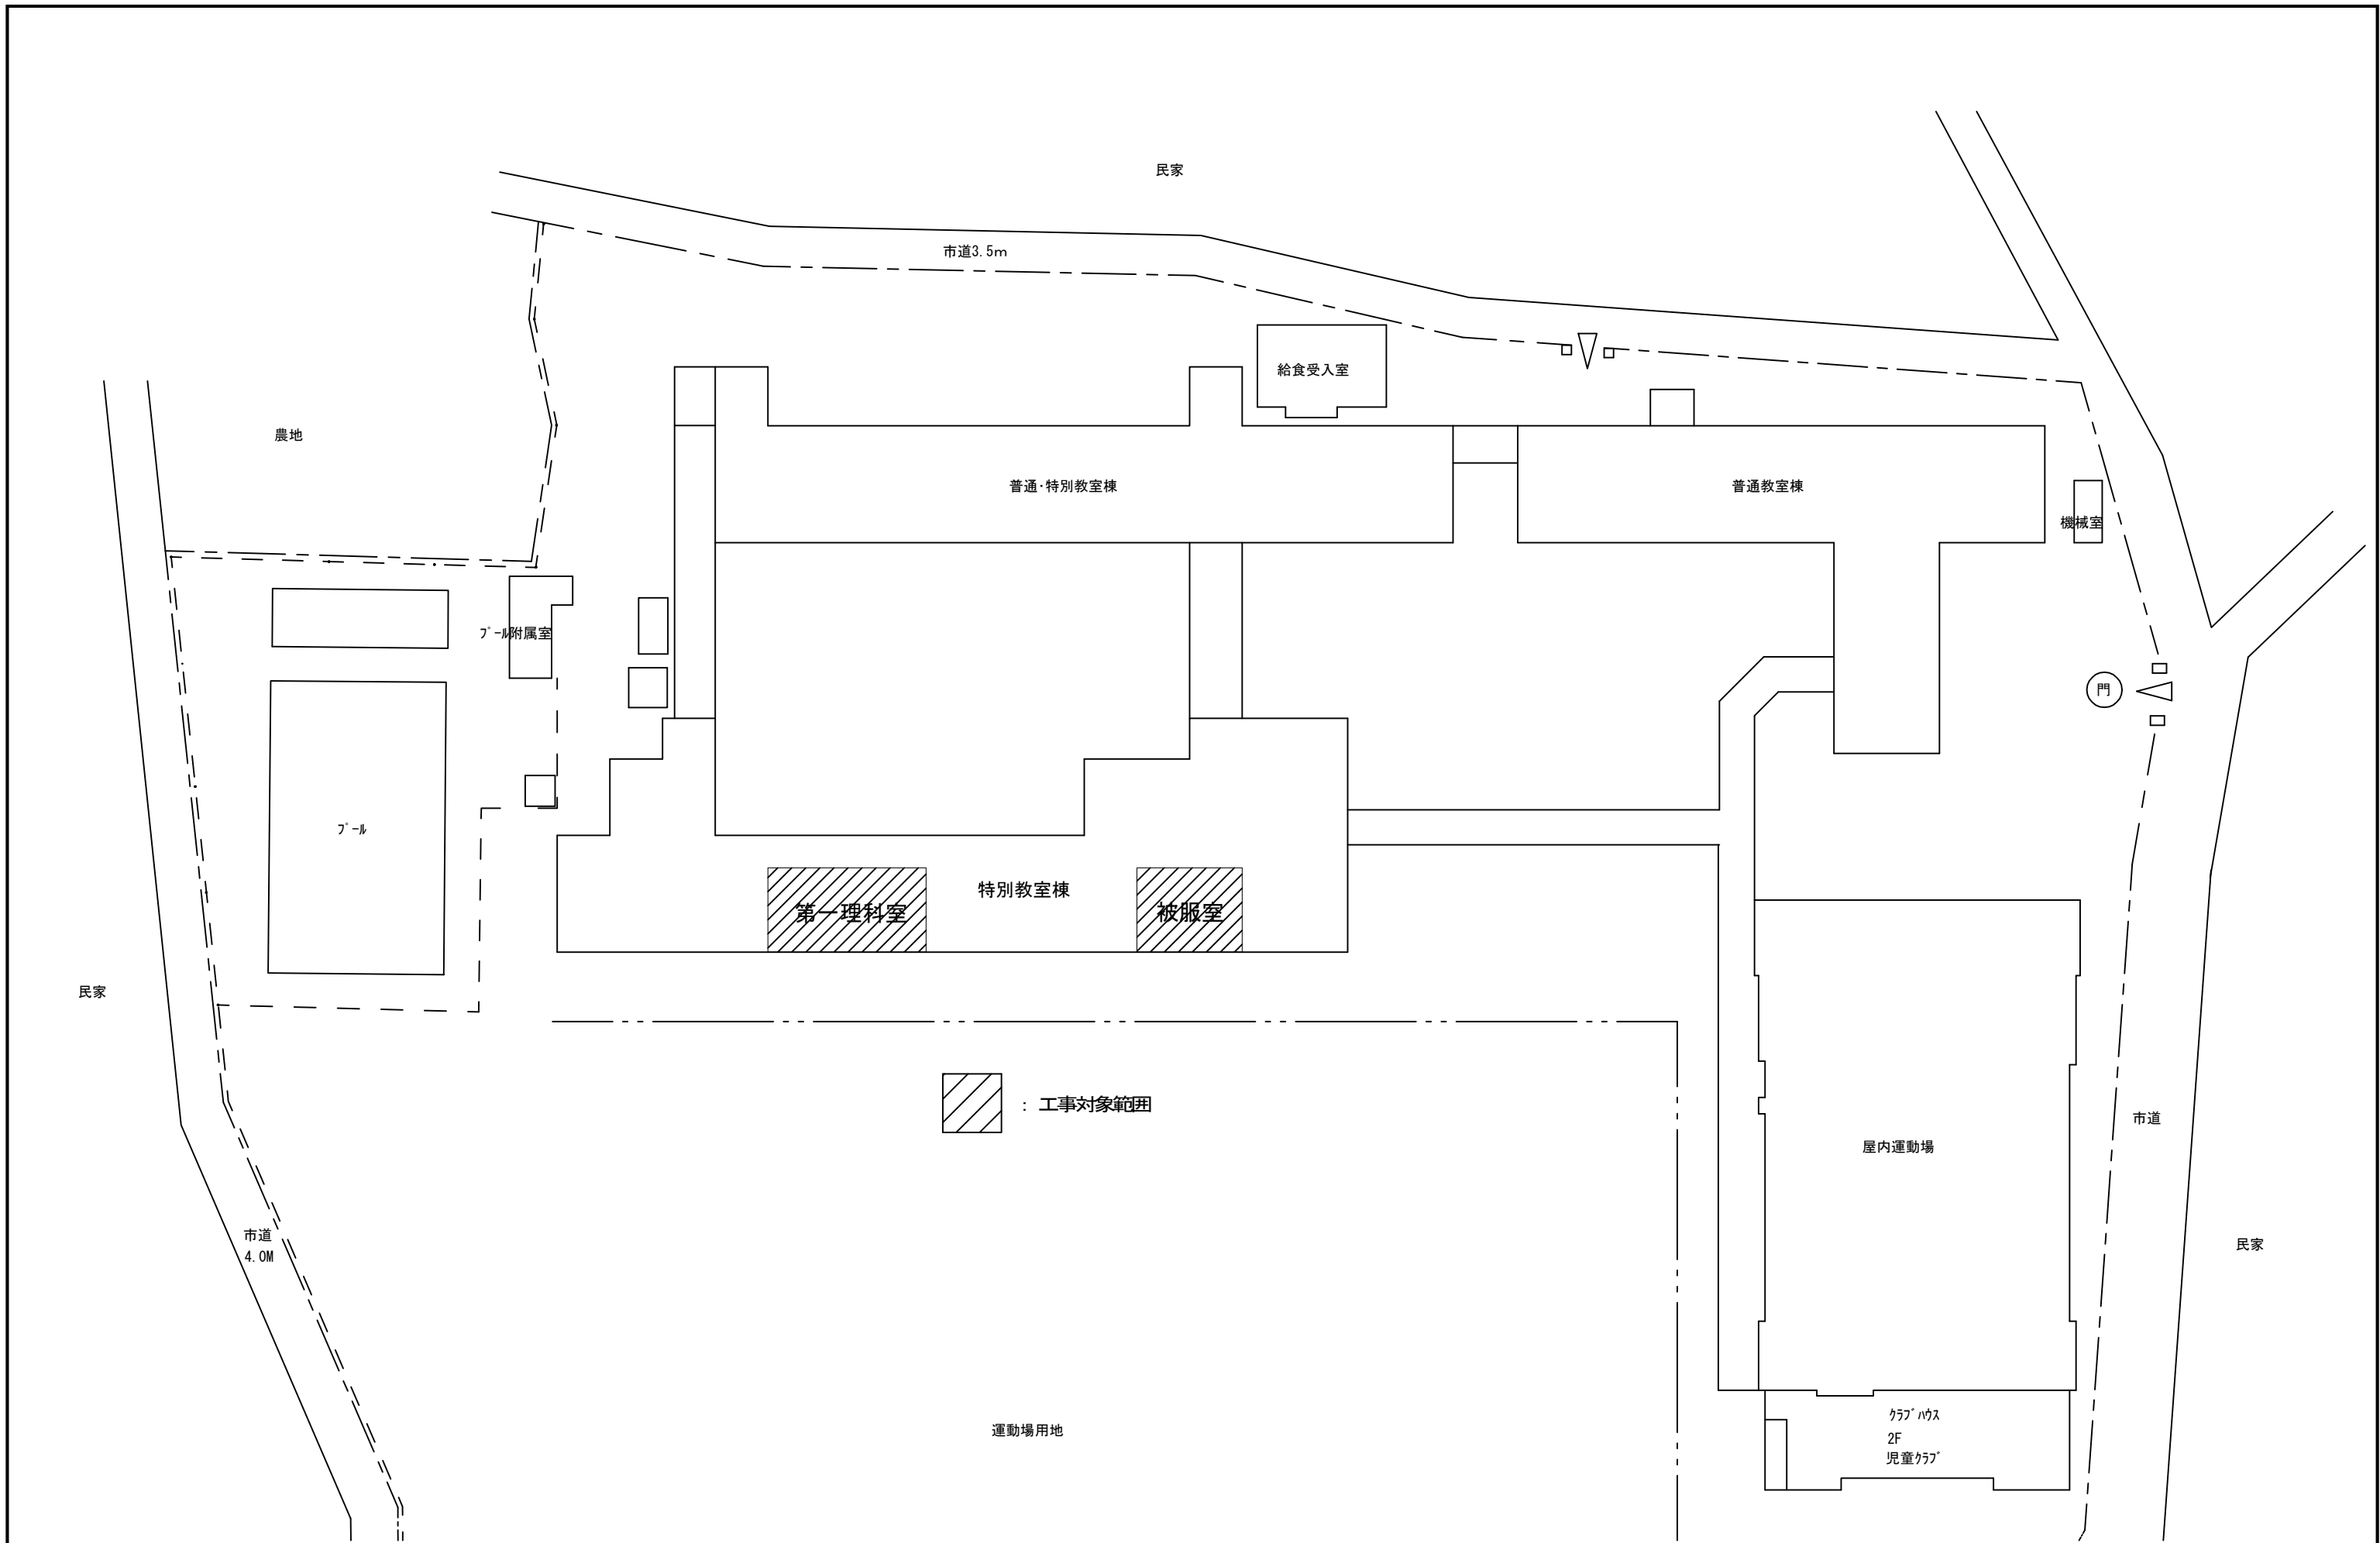 民家
市道3.5m
給食受入室
農地
普通・特別教室棟
普通教室棟
機械室
プール附属室
門
プール
特別教室棟
第一理科室
被服室
民家
：工事対象範囲
市道
屋内運動場
市道
4.0M
民家
クラブハウス
2F
児童クラブ
運動場用地